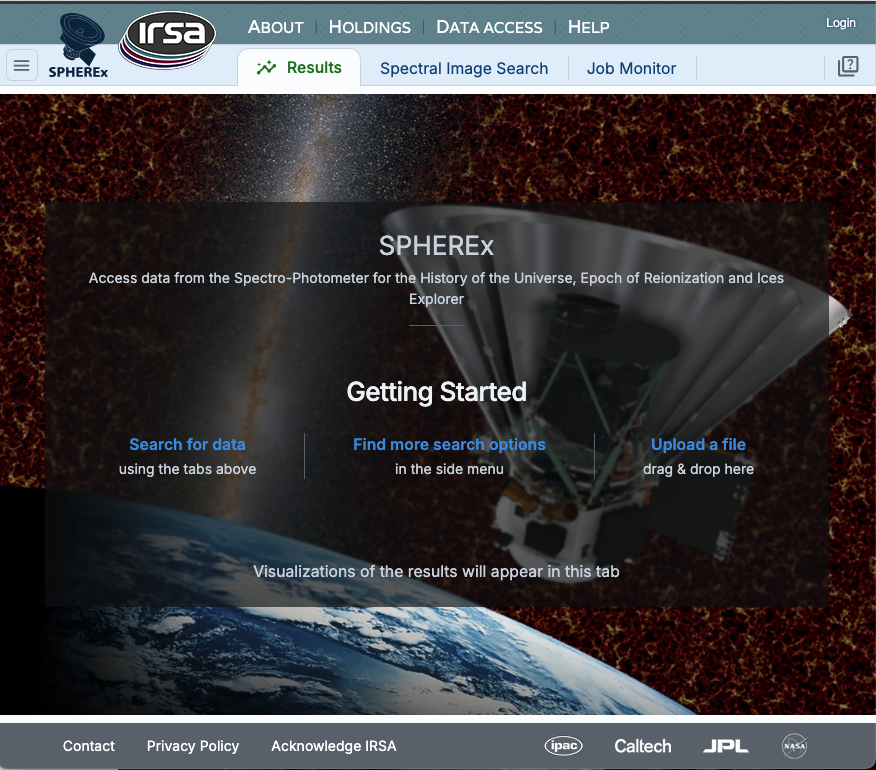 ABOUT
HOLDINGS
DATA ACCESS
HELP
Login
SPHEREx
irsa
Results
Spectral Image Search
Job Monitor
?
SPHEREx
Access data from the Spectro-Photometer for the History of the Universe, Epoch of Reionization and Ices
Explorer
Getting Started
Search for data
using the tabs above
Find more search options
in the side menu
Upload a file
drag & drop here
Visualizations of the results will appear in this tab
Contact
Privacy Policy
Acknowledge IRSA
ipac
Caltech
JPL
NASA